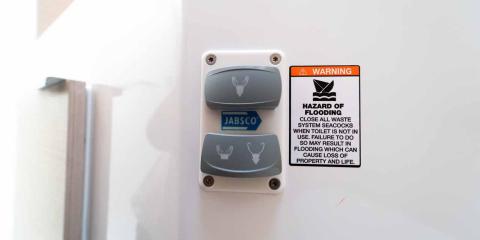 JABSCO
WARNING
HAZARD OF
FLOODING
CLOSE ALL WASTE
SYSTEM SEACOCKS
WHEN TOILET IS NOT IN
USE. FAILURE TO DO
SO MAY RESULT IN
FLOODING WHICH CAN
CAUSE LOSS OF
PROPERTY AND LIFE.